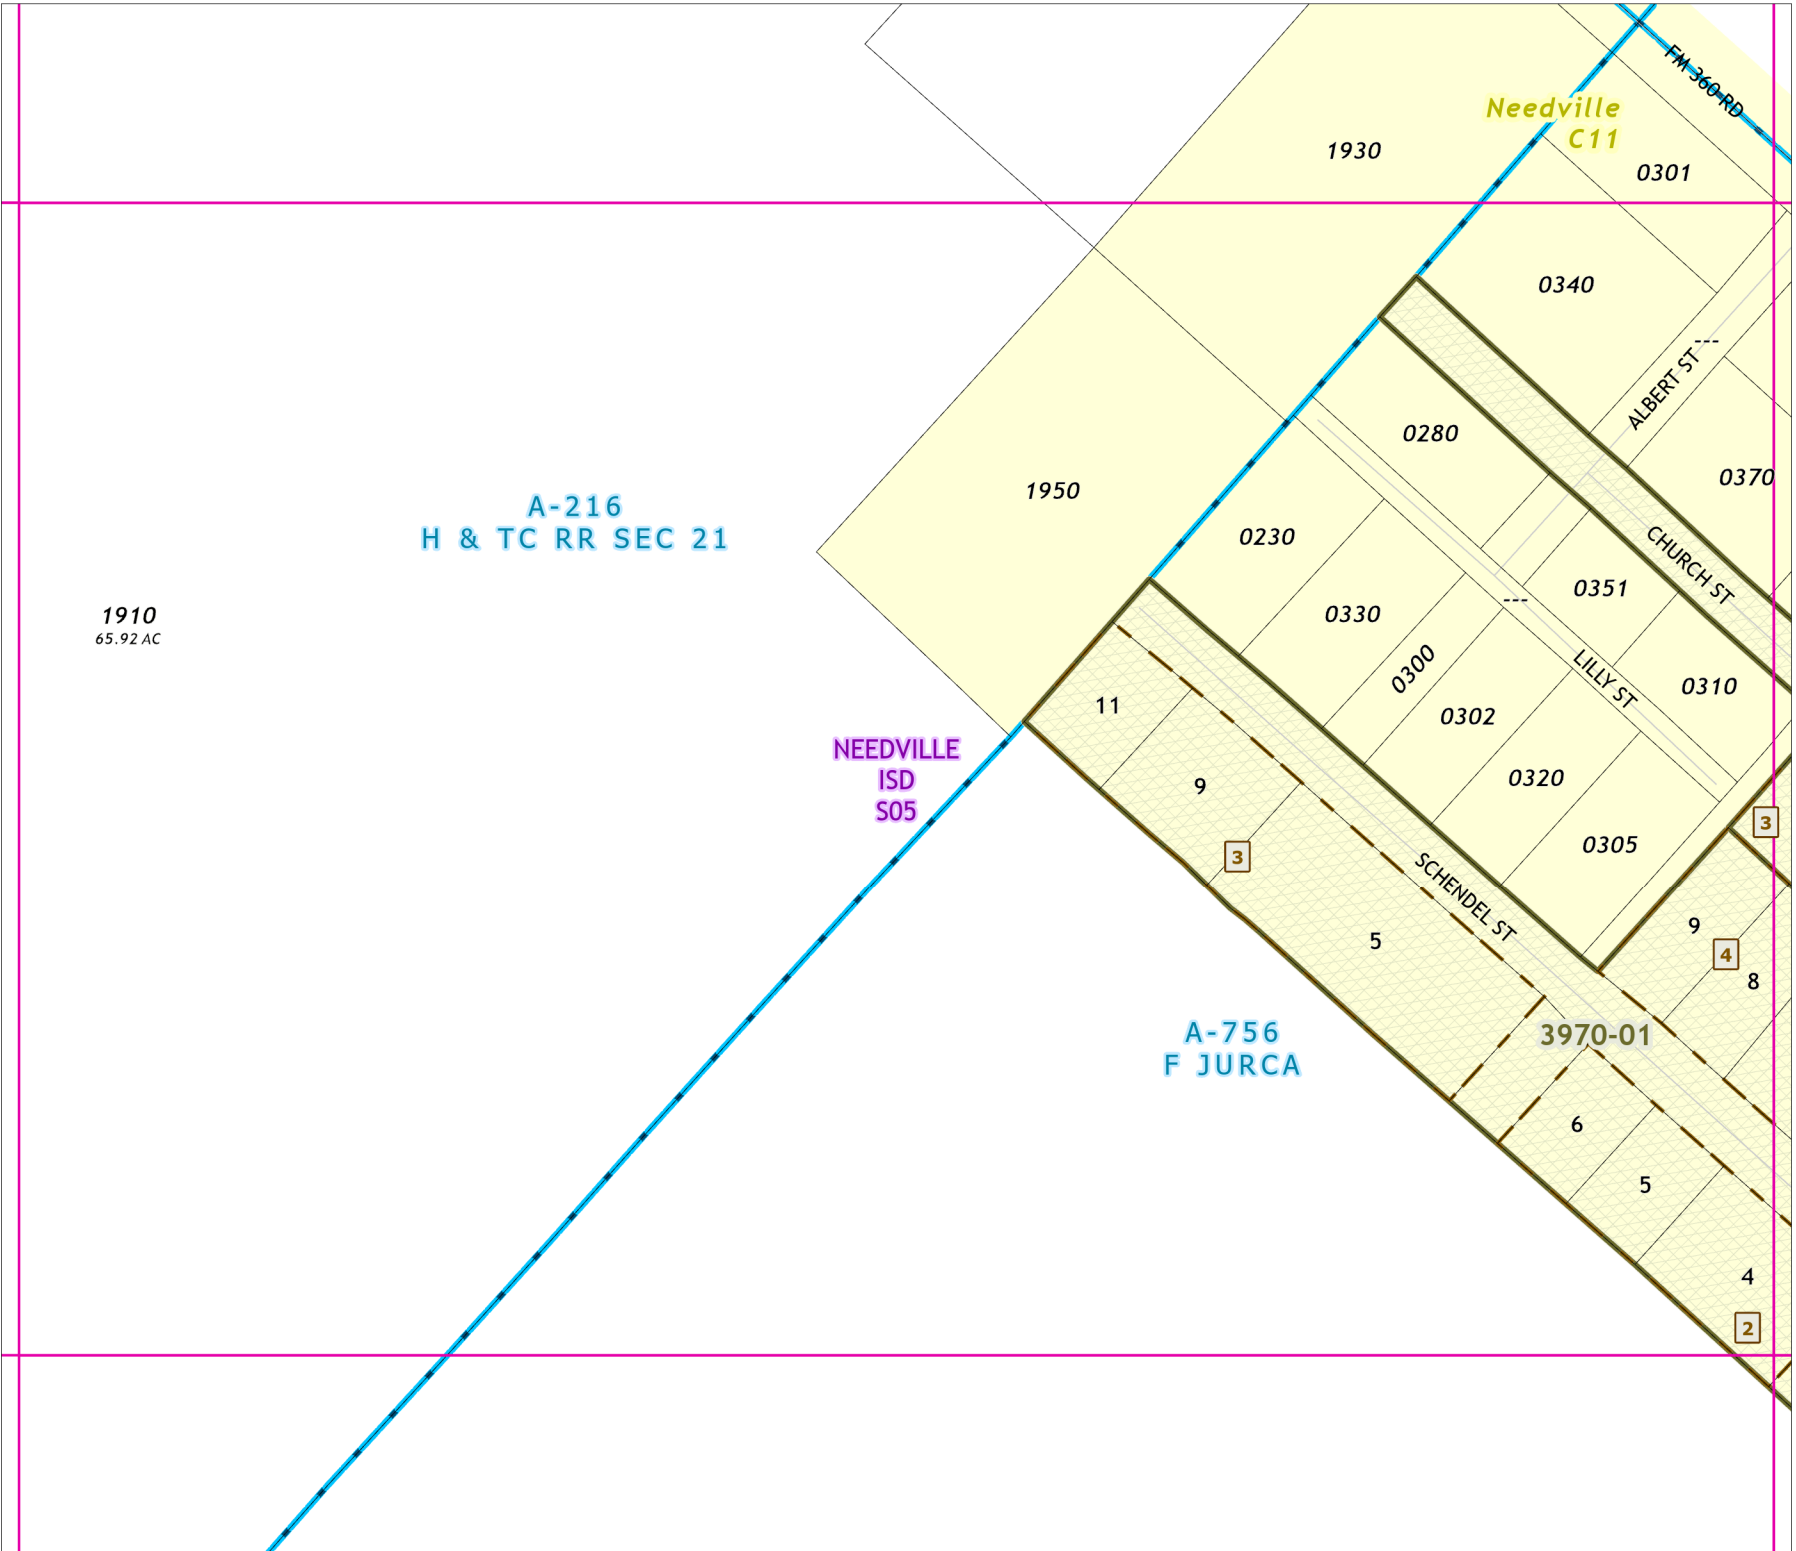 FM 360 RD
Needville
C11
1930
0301
0340
---
ALBERT ST
0280
0370
1950
A-216
H & TC RR SEC 21
0230
CHURCH ST
0351
---
1910
65.92 AC
0330
0300
LILLY ST
0310
11
0302
NEEDVILLE
ISD
S05
9
0320
3
0305
3
SCHENDEL ST
9
5
4
8
A-756
F JURCA
3970-01
6
5
4
2